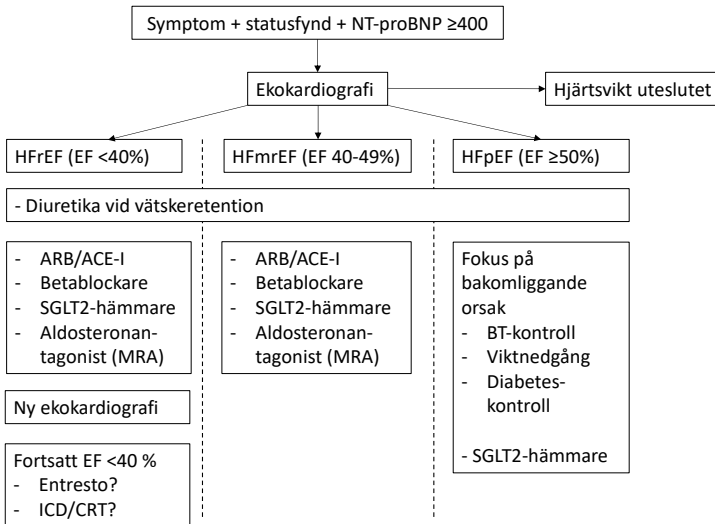 Symptom + statusfynd + NT-proBNP ≥400
Ekokardiografi
Hjärtsvikt uteslutet
HFrEF (EF <40%)
HFmrEF (EF 40-49%)
HFpEF (EF ≥50%)
- Diuretika vid vätskeretention
- ARB/ACE-I
- Betablockare
- SGLT2-hämmare
- Aldosteronan-
tagonist (MRA)
- ARB/ACE-I
- Betablockare
- SGLT2-hämmare
- Aldosteronan-
tagonist (MRA)
Fokus på
bakomliggande
orsak
- BT-kontroll
- Viktnedgång
- Diabetes-
kontroll
- SGLT2-hämmare
Ny ekokardiografi
Fortsatt EF <40 %
- Entresto?
- ICD/CRT?